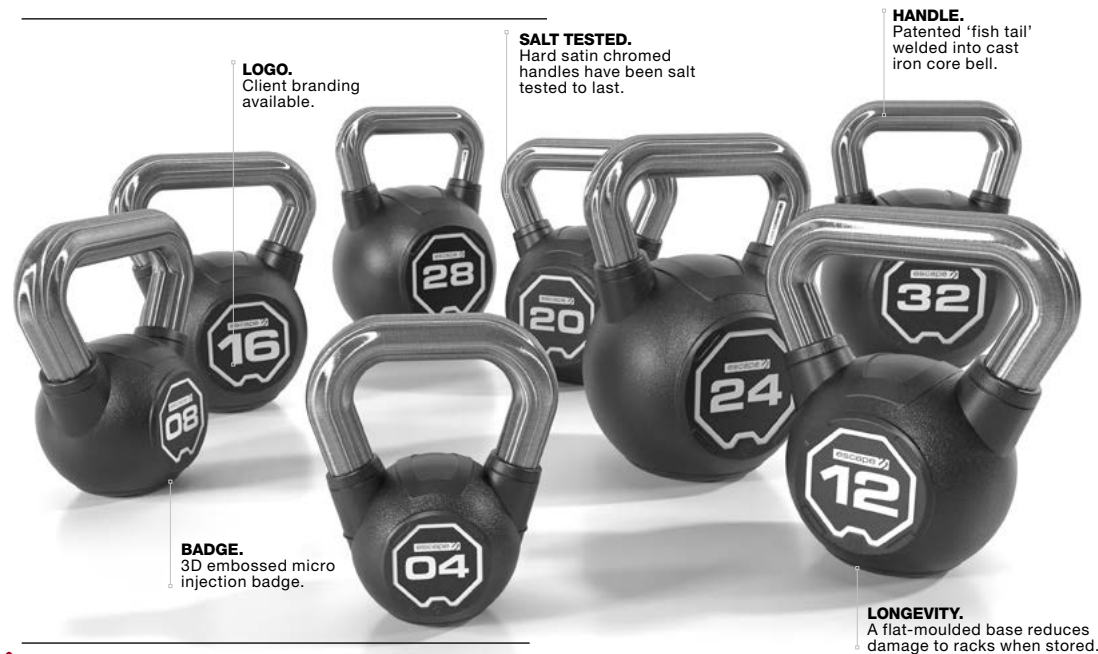 HANDLE.
Patented ‘fish tail’
welded into cast
iron core bell.
SALT TESTED.
Hard satin chromed
handles have been salt
tested to last.
LOGO.
Client branding
available.
escape
28
escape
20
escape
32
escape
16
escape
24
escape
08
escape
12
escape
04
BADGE.
3D embossed micro
injection badge.
LONGEVITY.
A flat-moulded base reduces
damage to racks when stored.